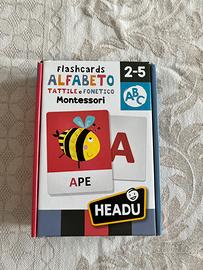 Flashcards
ALFABETO
TATTILE e FONETICO
Montessori
2-5
ABC
A
APE
HEADU